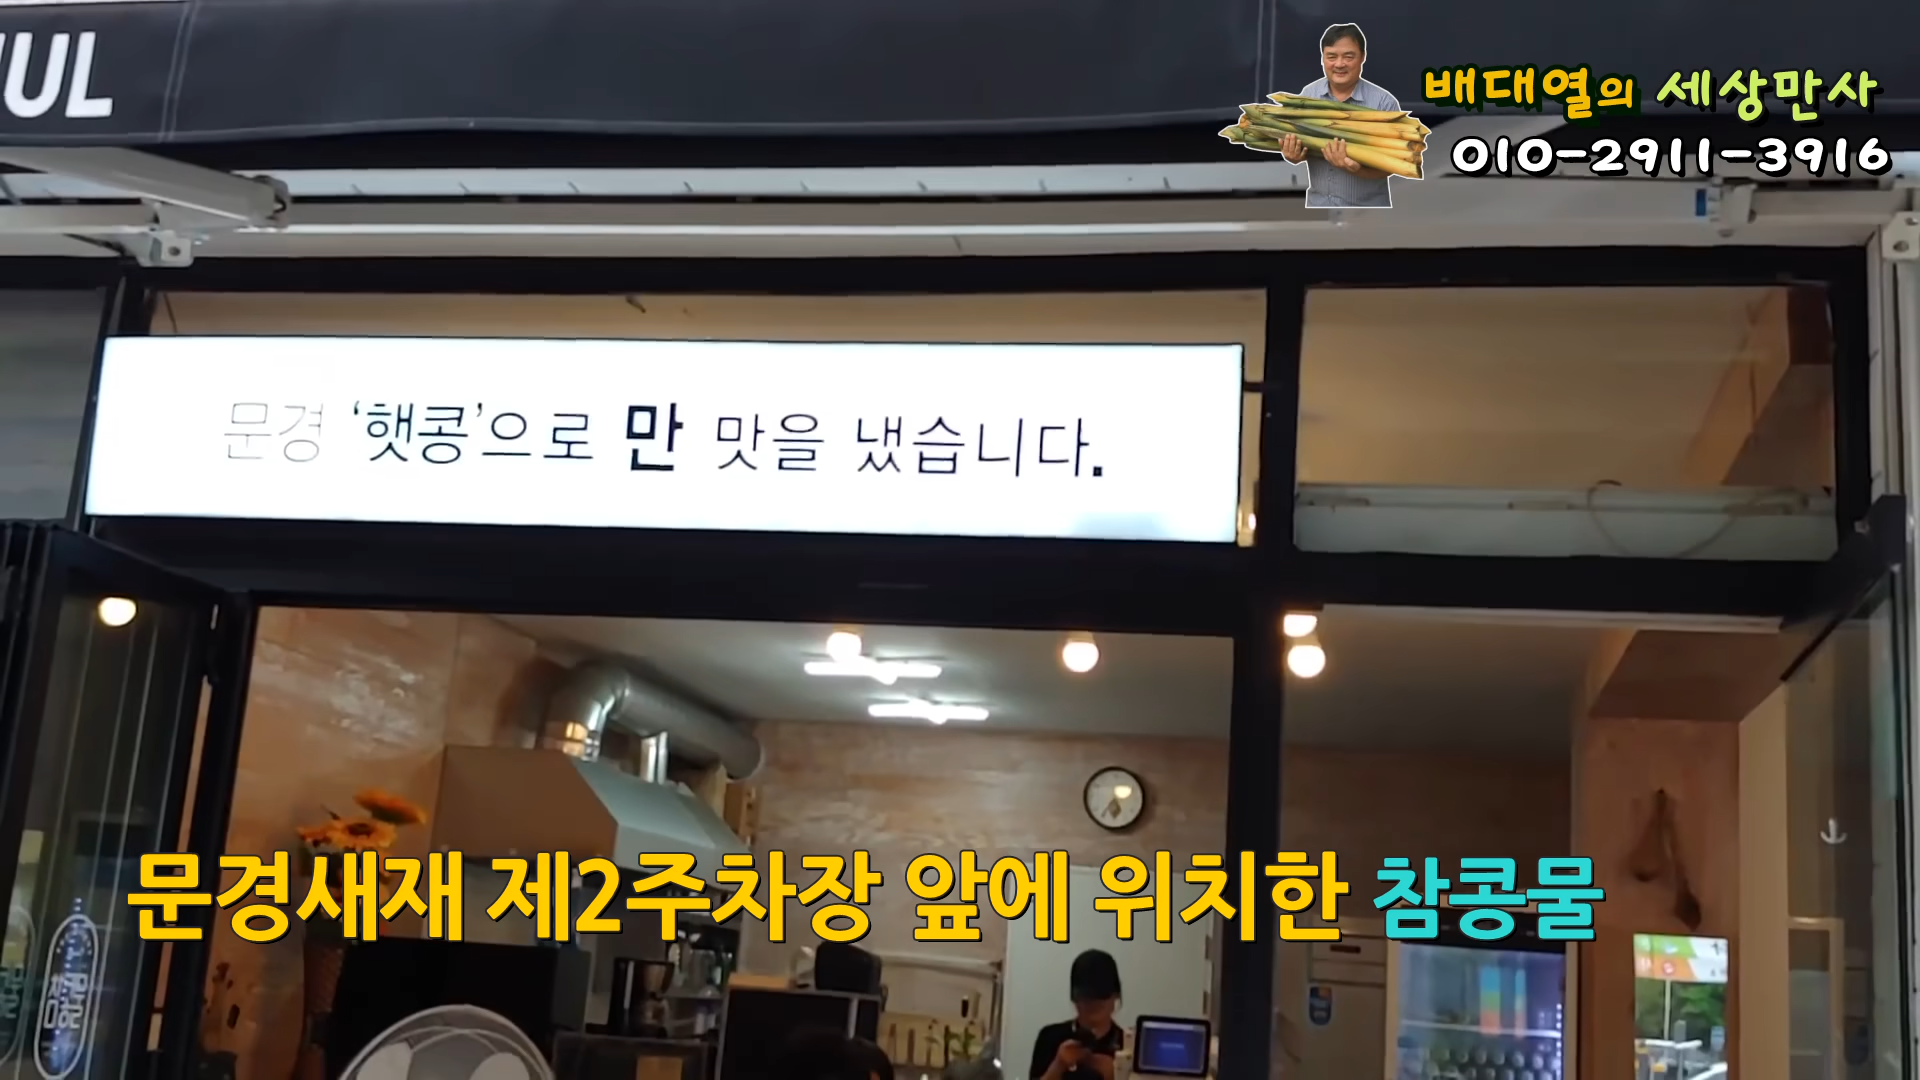 UL
배대열의 세상만사
010-2911-3916
문경 '햇콩'으로 만 맛을 냈습니다.
문경새재 제2주차장 앞에 위치한 참콩물